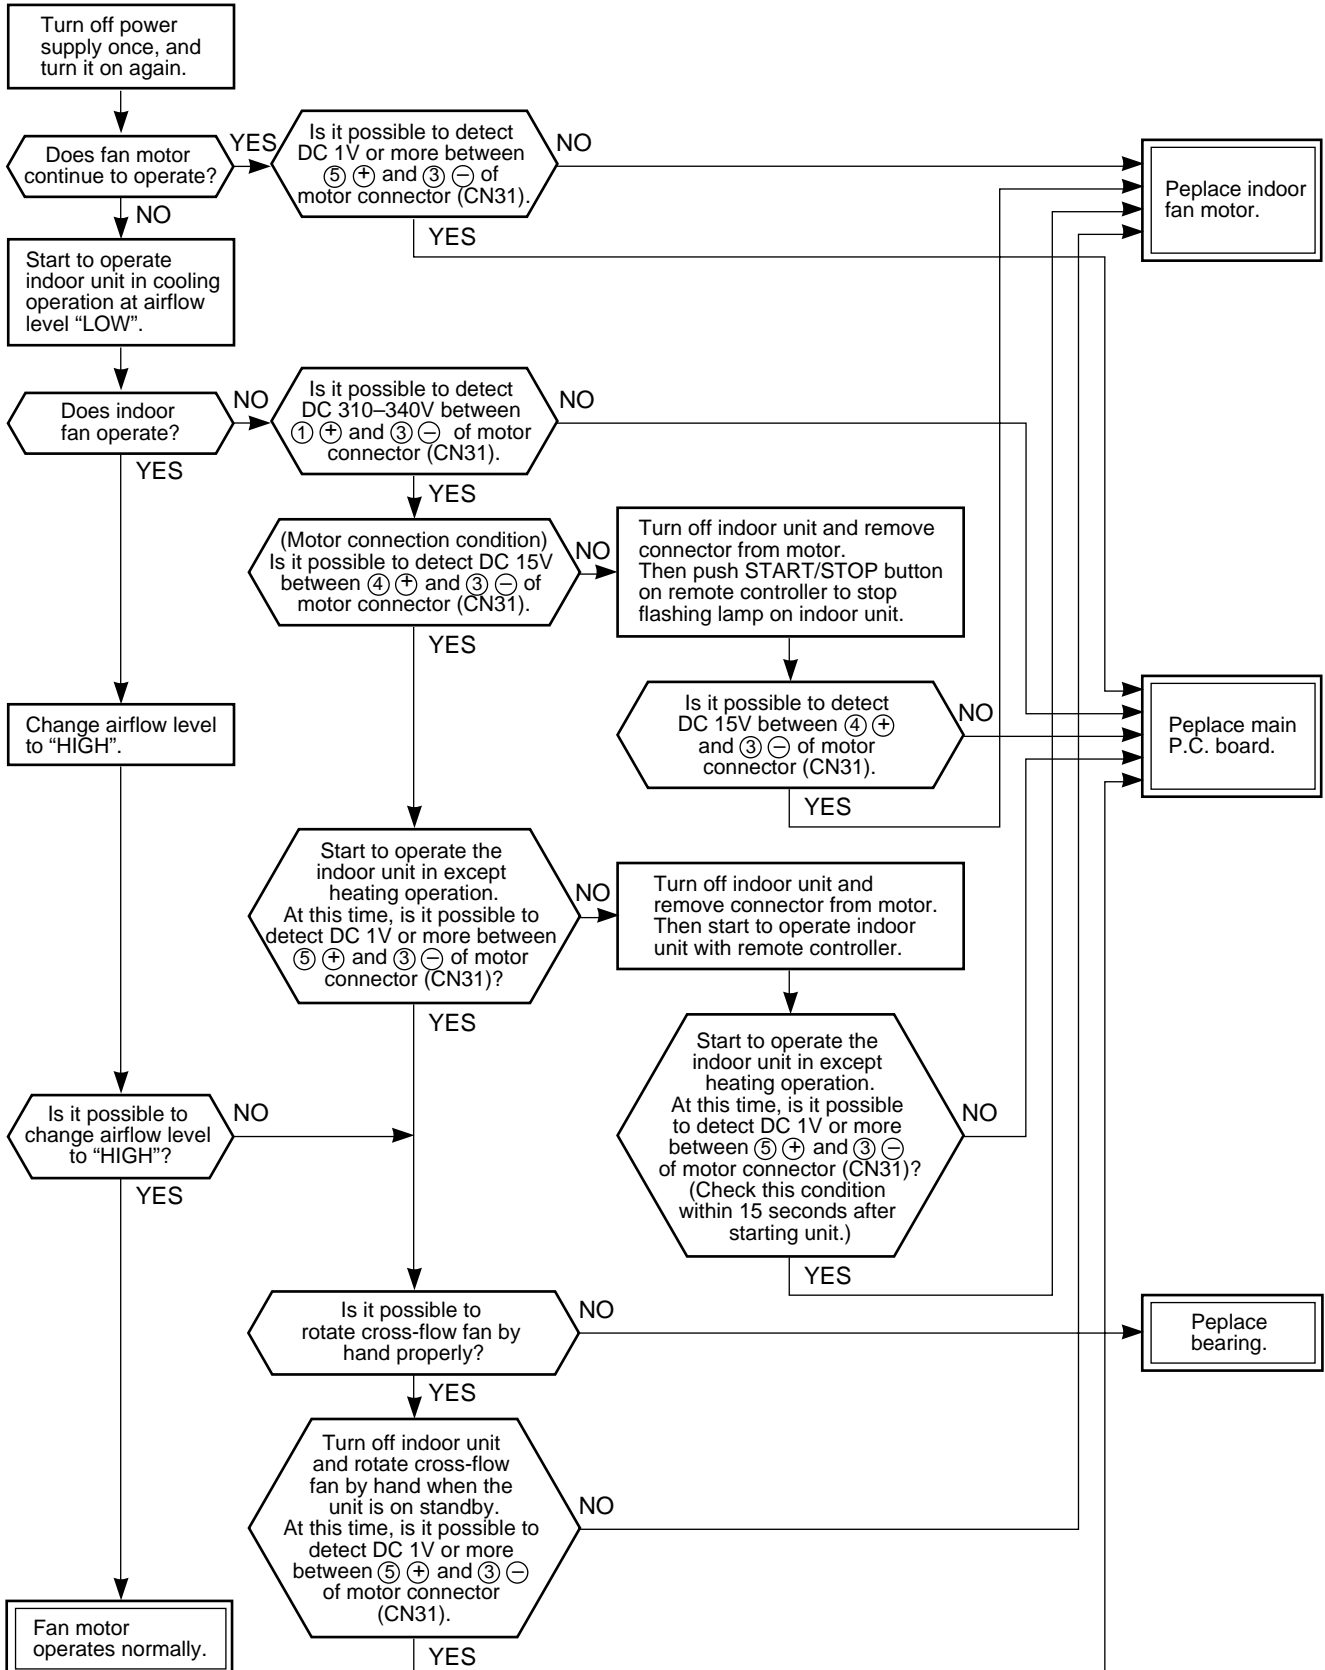 Turn off power
supply once, and
turn it on again.
Does fan motor
continue to operate?
YES
Is it possible to detect
DC 1V or more between
⑤ ⊕ and ③ ⊖ of
motor connector (CN31).
NO
Peplace indoor
fan motor.
NO
YES
Start to operate
indoor unit in cooling
operation at airflow
level “LOW”.
Does indoor
fan operate?
NO
Is it possible to detect
DC 310–340V between
① ⊕ and ③ ⊖ of motor
connector (CN31).
NO
YES
YES
(Motor connection condition)
Is it possible to detect DC 15V
between ④ ⊕ and ③ ⊖ of
motor connector (CN31).
NO
Turn off indoor unit and remove
connector from motor.
Then push START/STOP button
on remote controller to stop
flashing lamp on indoor unit.
YES
Change airflow level
to “HIGH”.
Is it possible to detect
DC 15V between ④ ⊕
and ③ ⊖ of motor
connector (CN31).
NO
Peplace main
P.C. board.
YES
Start to operate the
indoor unit in except
heating operation.
At this time, is it possible to
detect DC 1V or more between
⑤ ⊕ and ③ ⊖ of motor
connector (CN31)?
NO
Turn off indoor unit and
remove connector from motor.
Then start to operate indoor
unit with remote controller.
YES
Start to operate the
indoor unit in except
heating operation.
At this time, is it possible
to detect DC 1V or more
between ⑤ ⊕ and ③ ⊖
of motor connector (CN31)?
(Check this condition
within 15 seconds after
starting unit.)
NO
YES
Is it possible to
change airflow level
to “HIGH”?
NO
YES
Is it possible to
rotate cross-flow fan by
hand properly?
NO
Peplace
bearing.
YES
Turn off indoor unit
and rotate cross-flow
fan by hand when the
unit is on standby.
At this time, is it possible to
detect DC 1V or more
between ⑤ ⊕ and ③ ⊖
of motor connector
(CN31).
NO
YES
Fan motor
operates normally.